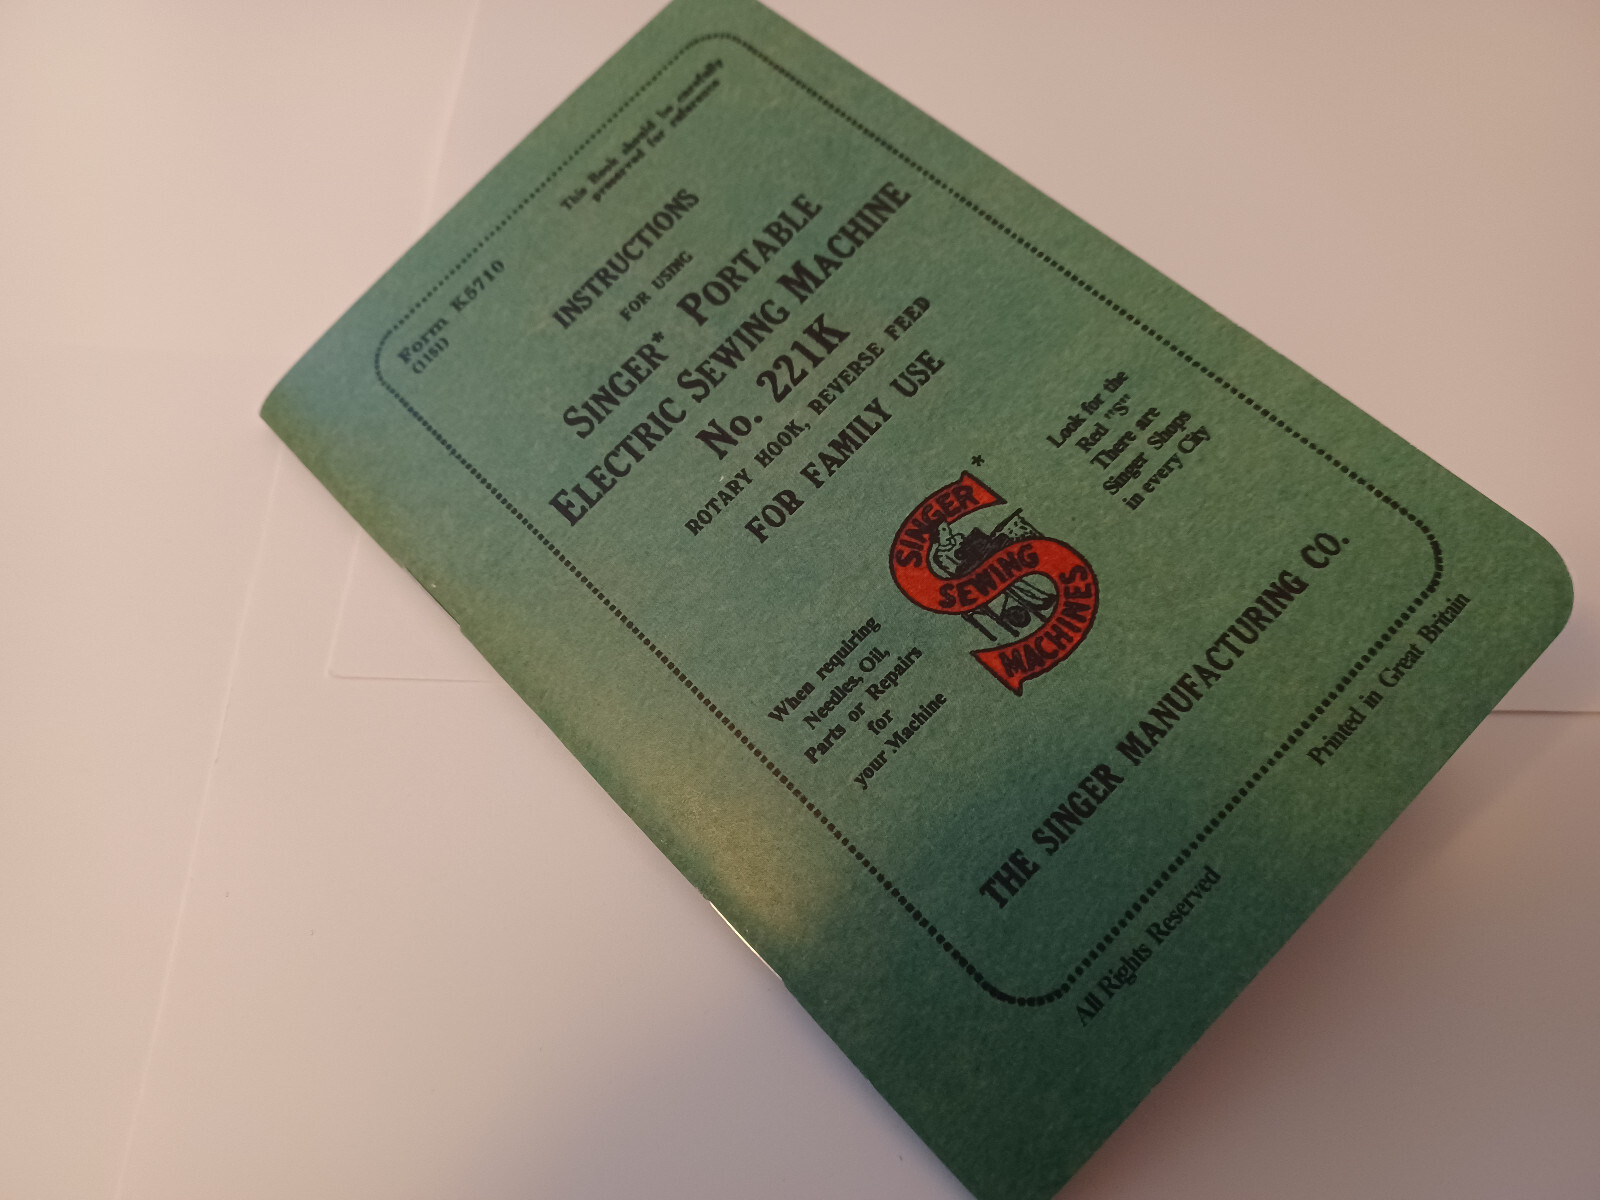 Form K5710
(1151)
This Book should be carefully
preserved for reference
INSTRUCTIONS
FOR USING
SINGER* PORTABLE
ELECTRIC SEWING MACHINE
No. 221K
ROTARY HOOK, REVERSE FEED
FOR FAMILY USE
When requiring
Needles, Oil,
Parts or Repairs
for
your Machine
*
SINGER
SEWING
MACHINES
Look for the
Red "S"
There are
Singer Shops
in every City
THE SINGER MANUFACTURING CO.
All Rights Reserved
Printed in Great Britain